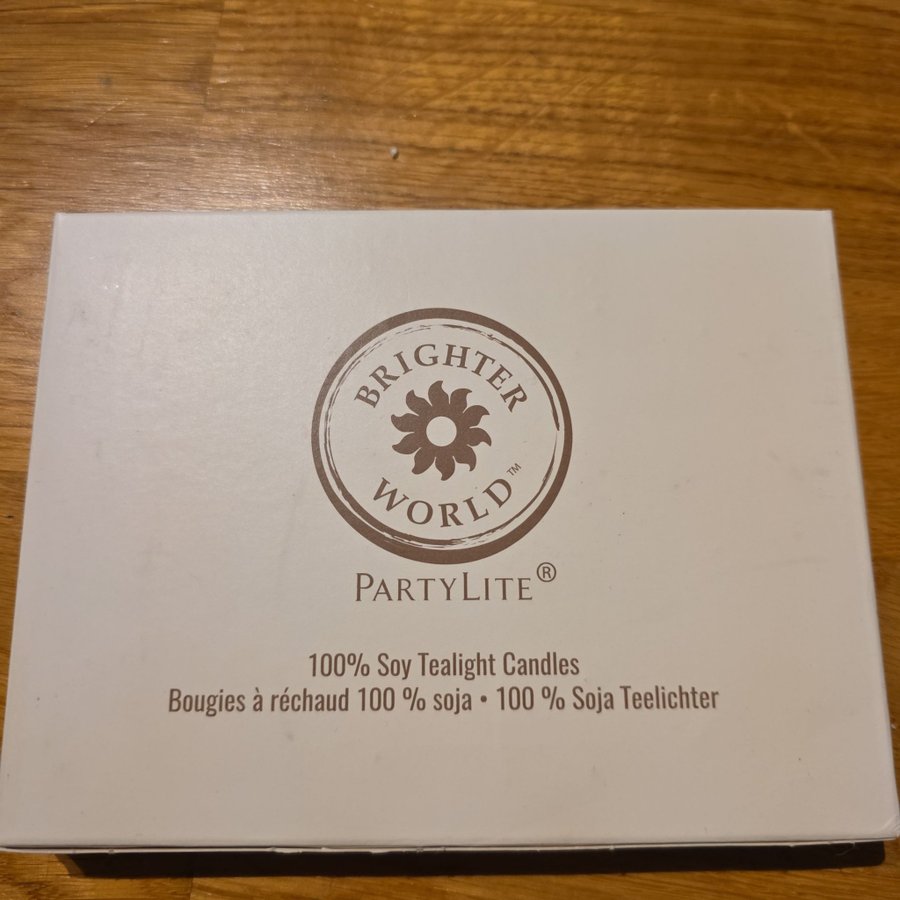 BRIGHTER
WORLD™
PARTYLITE®
100% Soy Tealight Candles
Bougies à réchaud 100 % soja • 100 % Soja Teelichter